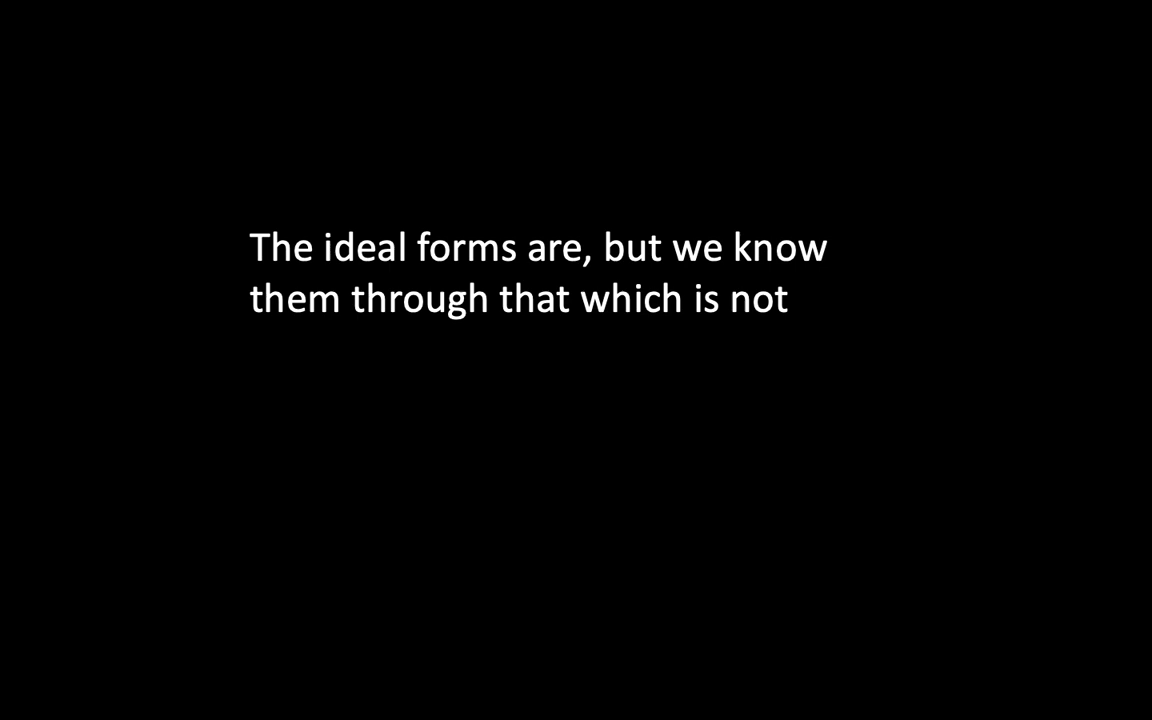 The ideal forms are, but we know
them through that which is not